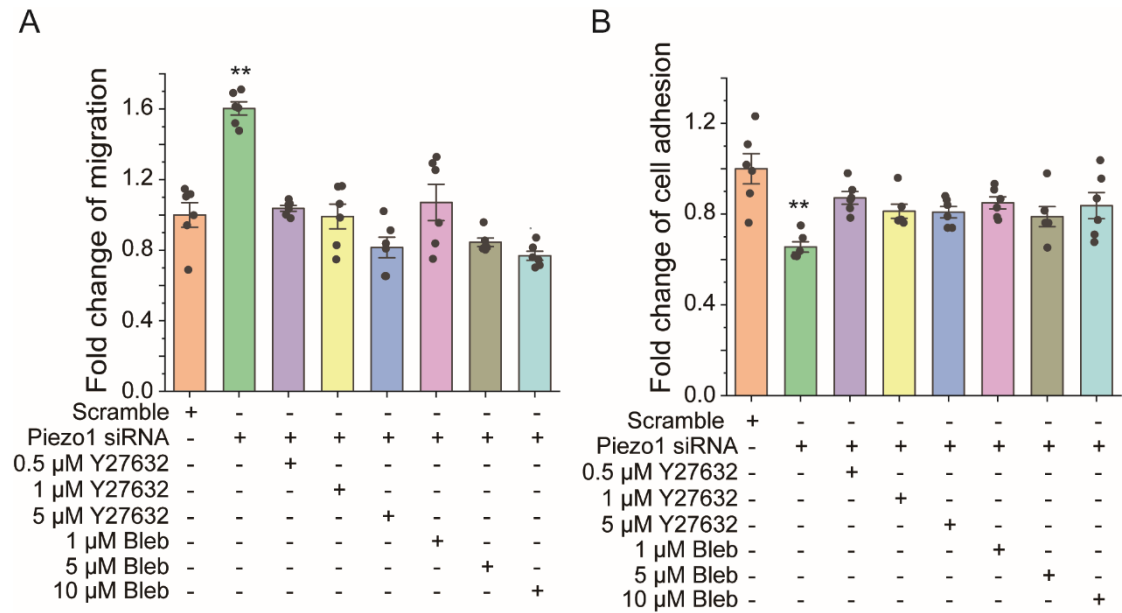 A
Fold change of migration
1.6
1.2
0.8
0.4
0.0
**
Scramble + - - - - - - -
Piezo1 siRNA - + + + + + + +
0.5 µM Y27632 - - + - - - - -
1 µM Y27632 - - - + - - - -
5 µM Y27632 - - - - + - - -
1 µM Bleb - - - - - + - -
5 µM Bleb - - - - - - + -
10 µM Bleb - - - - - - - +
B
Fold change of cell adhesion
1.2
0.8
0.4
0.0
**
Scramble + - - - - - - -
Piezo1 siRNA - + + + + + + +
0.5 µM Y27632 - - + - - - - -
1 µM Y27632 - - - + - - - -
5 µM Y27632 - - - - + - - -
1 µM Bleb - - - - - + - -
5 µM Bleb - - - - - - + -
10 µM Bleb - - - - - - - +